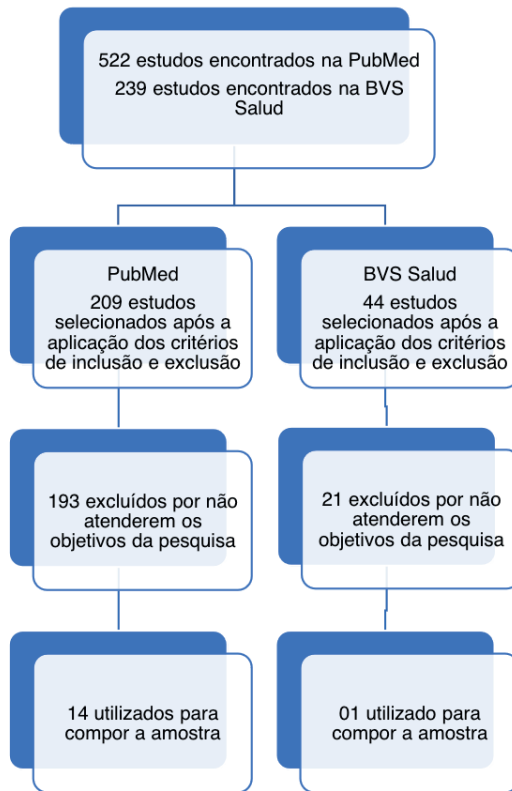 522 estudos encontrados na PubMed
239 estudos encontrados na BVS
Salud
PubMed
209 estudos
selecionados após a
aplicação dos critérios
de inclusão e exclusão
BVS Salud
44 estudos
selecionados após a
aplicação dos critérios
de inclusão e exclusão
193 excluídos por não
atenderem os
objetivos da pesquisa
21 excluídos por não
atenderem os
objetivos da pesquisa
14 utilizados para
compor a amostra
01 utilizado para
compor a amostra